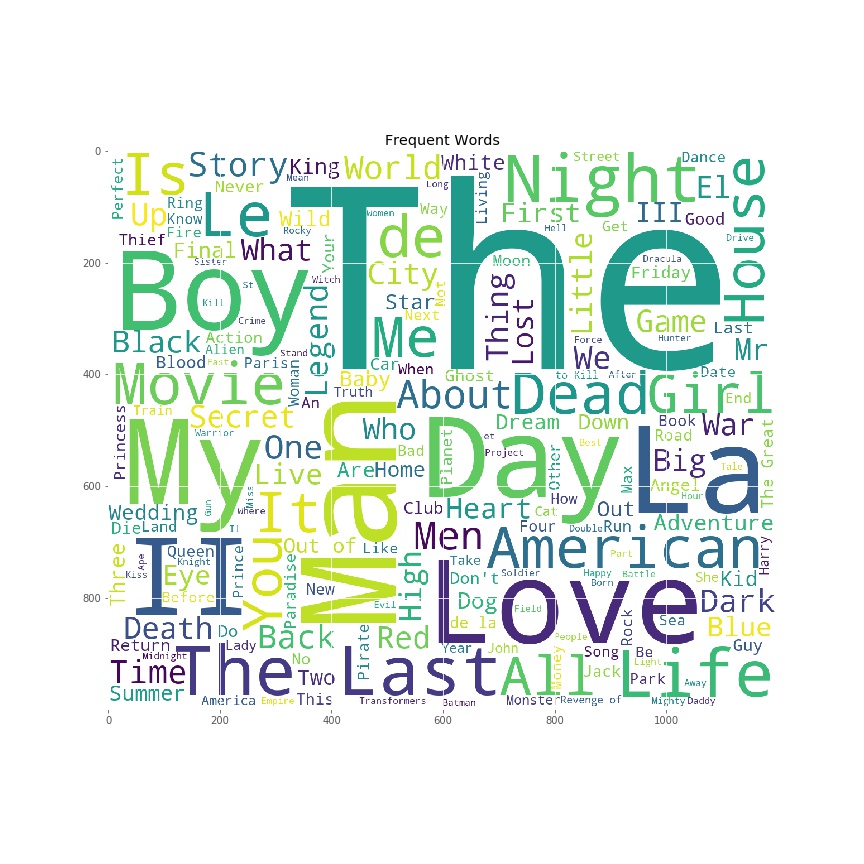 Frequent Words
0
200
400
600
800
0 200 400 600 800 1000
Perfect Is Story King World White Night Street Dance
Mean Never Long Living El House
Up Ring Know Le Wild Women Way First Get III Good
Fire Rocky de Hell Drive
Thief Final What Your The Moon Little Dracula
Sister Witch City Friday
Boy St Kill Legend Star Not Thing Lost Game
Crime Next Me Force Hunter Last
Black Action Stand We Mr
Alien Car When
Blood East Paris Woman Baby Ghost to Kill After Date
Movie An Truth About Dead Girl End
Train Secret Dream Down Book War
Princess Warrior One Who Bad Planet et Best Road The Great
My Man Day Project La Big Tale
Live Are Home Other Max Angel
Gun Miss It How Hour
Wedding Where Club Heart Cat Out
Die Land Il Four Double Run Adventure
II Queen You Out of Like Men American Harry
Three Ape Knight Take Part
Kiss Eye Prince Paradise New High Don't Soldier Happy Battle She Kid
Before Evil Dog Field Love Born Dark
Death Do de la Rock Sea Blue
Return Lady Back Red Year John People Guy
Midnight No Song Be
Time The Two Pirate Last All Money Jack Light Life
Summer Park Away
America Empire This Transformers Batman Monster Revenge of Mighty Daddy